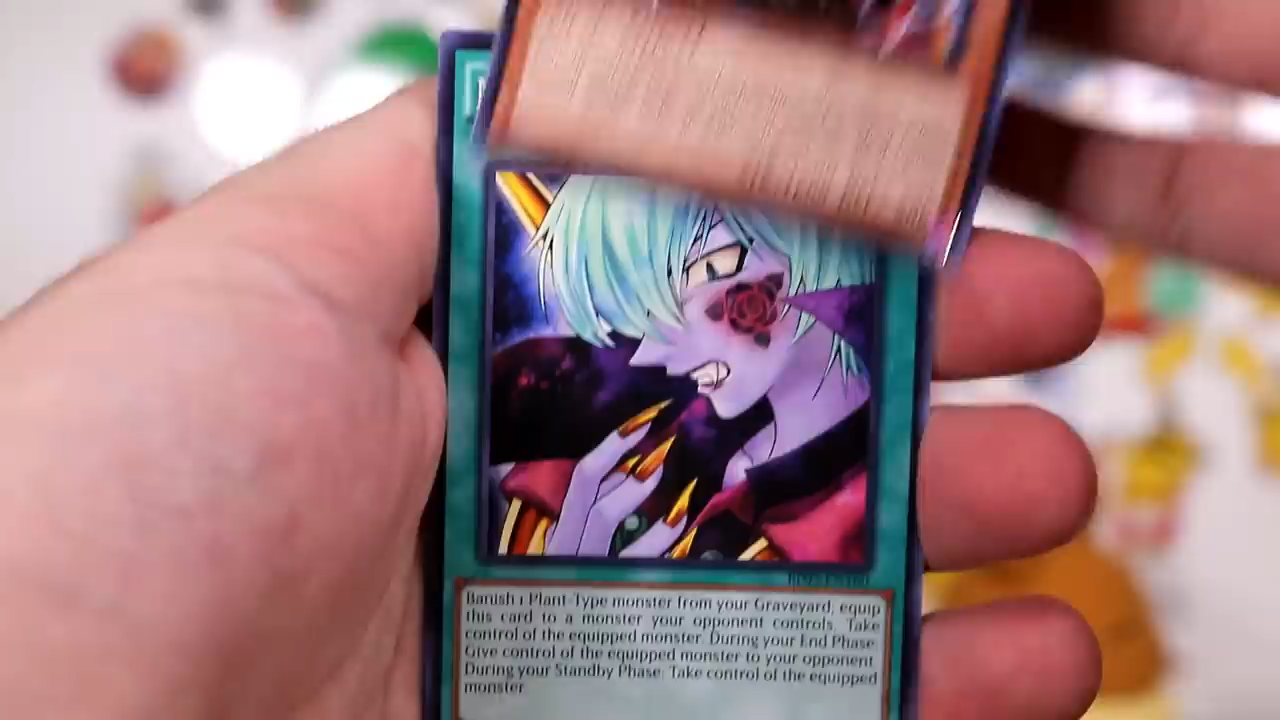 Banish 1 Plant-Type monster from your Graveyard, equip
this card to a monster your opponent controls. Take
control of the equipped monster. During your End Phase:
Give control of the equipped monster to your opponent
During your Standby Phase: Take control of the equipped
monster.